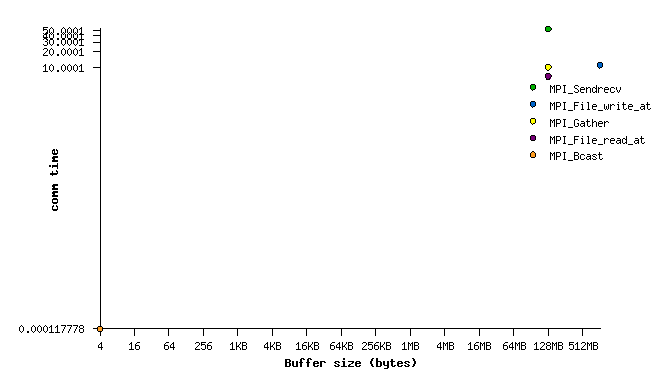 50.0001
40.0001
30.0001
20.0001
10.0001
MPI_Sendrecv
MPI_File_write_at
MPI_Gather
MPI_File_read_at
MPI_Bcast
comm time
0.000117778
4 16 64 256 1KB 4KB 16KB 64KB 256KB 1MB 4MB 16MB 64MB 128MB 512MB
Buffer size (bytes)